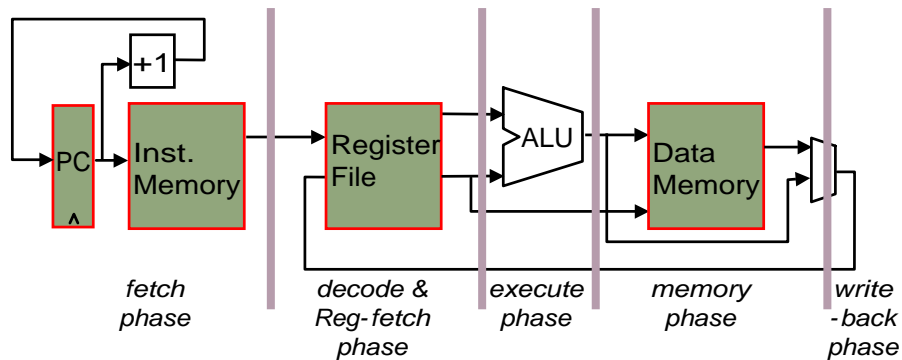 +1
PC
Inst.
Memory
Register
File
ALU
Data
Memory
fetch
phase
decode &
Reg-fetch
phase
execute
phase
memory
phase
write
-back
phase